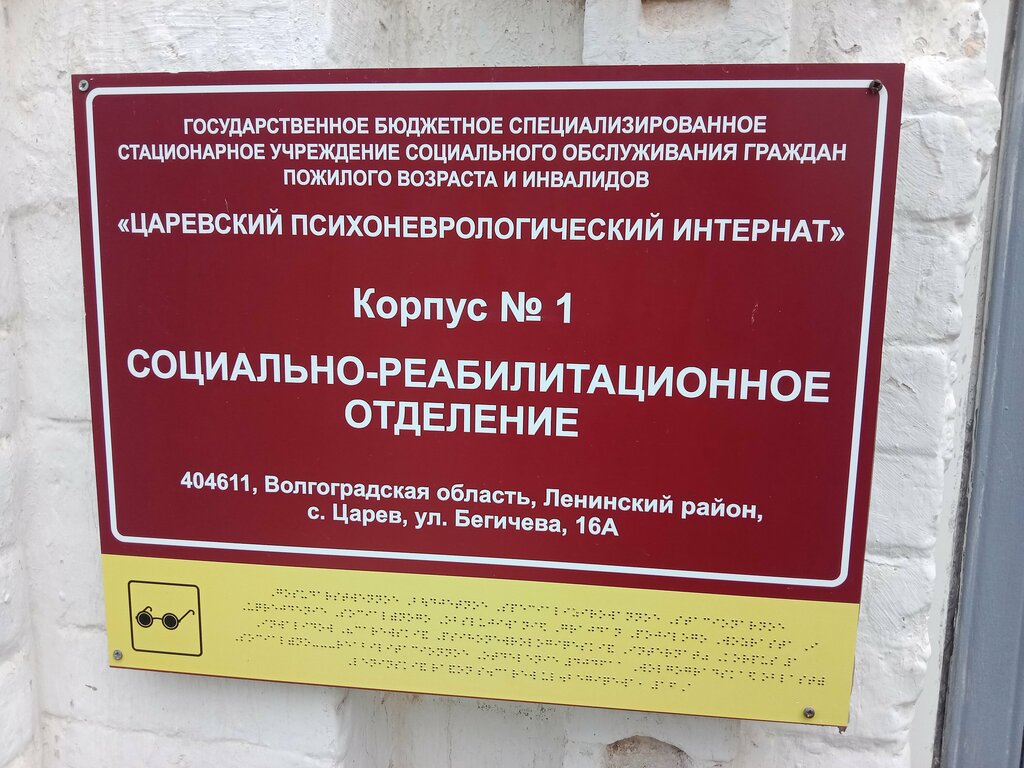 ГОСУДАРСТВЕННОЕ БЮДЖЕТНОЕ СПЕЦИАЛИЗИРОВАННОЕ
СТАЦИОНАРНОЕ УЧРЕЖДЕНИЕ СОЦИАЛЬНОГО ОБСЛУЖИВАНИЯ ГРАЖДАН
ПОЖИЛОГО ВОЗРАСТА И ИНВАЛИДОВ
«ЦАРЕВСКИЙ ПСИХОНЕВРОЛОГИЧЕСКИЙ ИНТЕРНАТ»
Корпус № 1
СОЦИАЛЬНО-РЕАБИЛИТАЦИОННОЕ
ОТДЕЛЕНИЕ
404611, Волгоградская область, Ленинский район,
с. Царев, ул. Бегичева, 16А